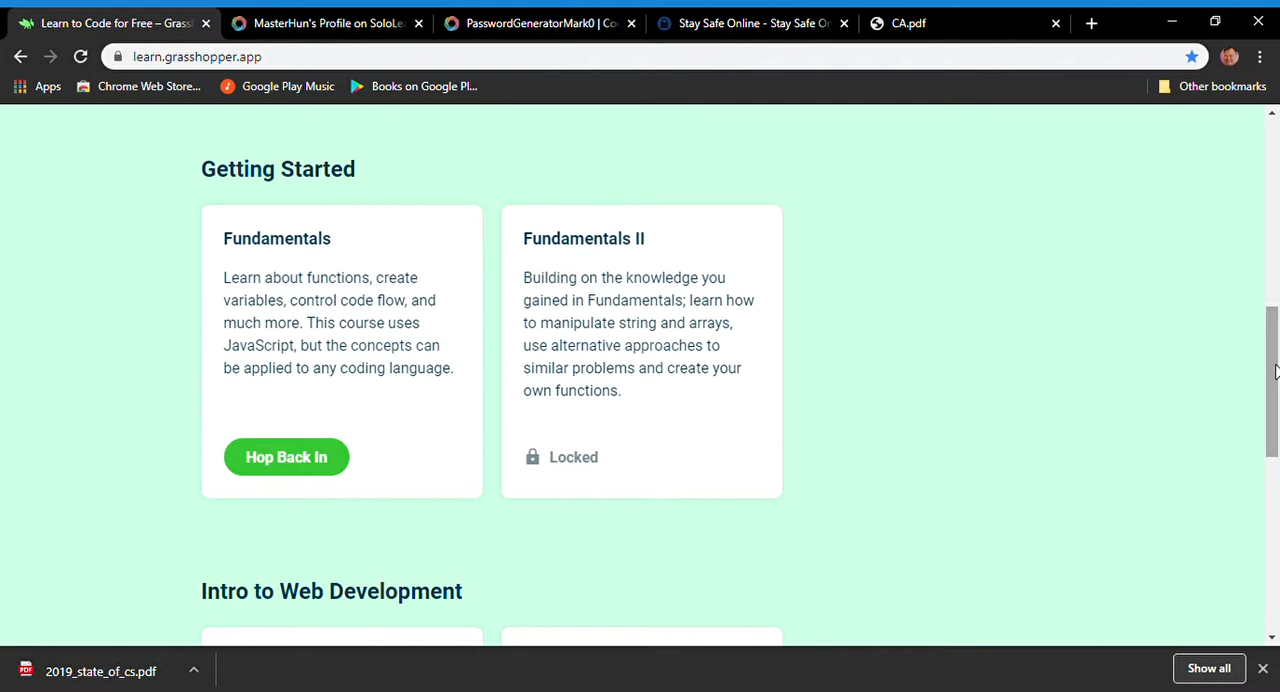 Learn to Code for Free – Grass
MasterHun's Profile on SoloLea
PasswordGeneratorMark0 | Co
Stay Safe Online - Stay Safe On
CA.pdf
learn.grasshopper.app
Apps
Chrome Web Store...
Google Play Music
Books on Google Pl...
Other bookmarks
Getting Started
Fundamentals
Learn about functions, create
variables, control code flow, and
much more. This course uses
JavaScript, but the concepts can
be applied to any coding language.
Hop Back In
Fundamentals II
Building on the knowledge you
gained in Fundamentals; learn how
to manipulate string and arrays,
use alternative approaches to
similar problems and create your
own functions.
Locked
Intro to Web Development
PDF
2019_state_of_cs.pdf
Show all